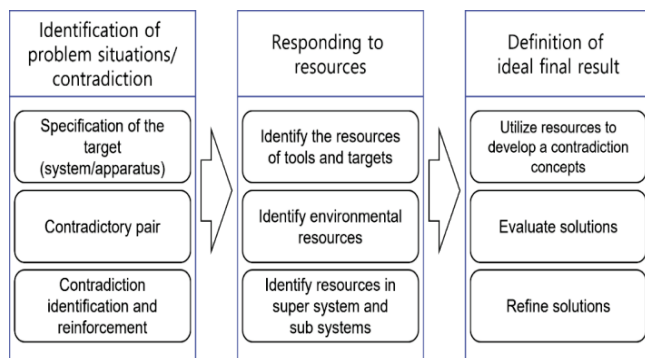 Identification of
problem situations/
contradiction
Specification of the
target
(system/apparatus)
Contradictory pair
Contradiction
identification and
reinforcement
Responding to
resources
Identify the resources
of tools and targets
Identify environmental
resources
Identify resources in
super system and
sub systems
Definition of
ideal final result
Utilize resources to
develop a contradiction
concepts
Evaluate solutions
Refine solutions